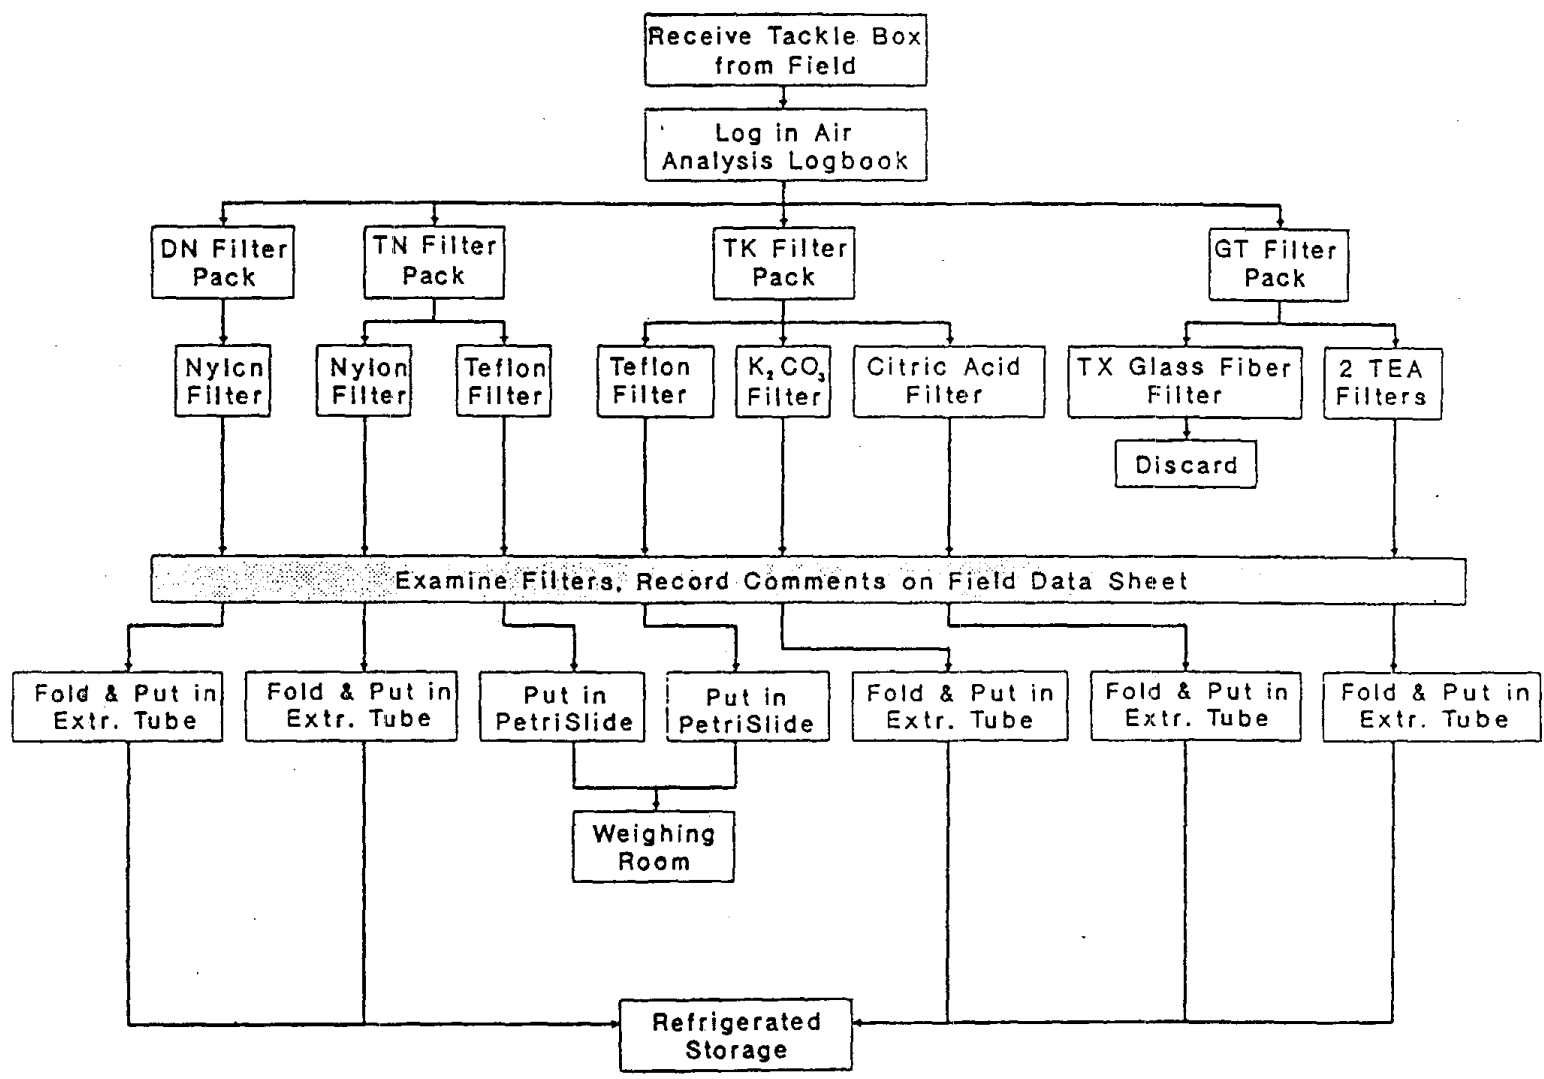 Receive Tackle Box
from Field
Log in Air
Analysis Logbook
DN Filter
Pack
TN Filter
Pack
TK Filter
Pack
GT Filter
Pack
Nylon
Filter
Nylon
Filter
Teflon
Filter
Teflon
Filter
K₂CO₃
Filter
Citric Acid
Filter
TX Glass Fiber
Filter
2 TEA
Filters
Discard
Examine Filters, Record Comments on Field Data Sheet
Fold & Put in
Extr. Tube
Fold & Put in
Extr. Tube
Put in
PetriSlide
Put in
PetriSlide
Fold & Put in
Extr. Tube
Fold & Put in
Extr. Tube
Fold & Put in
Extr. Tube
Weighing
Room
Refrigerated
Storage